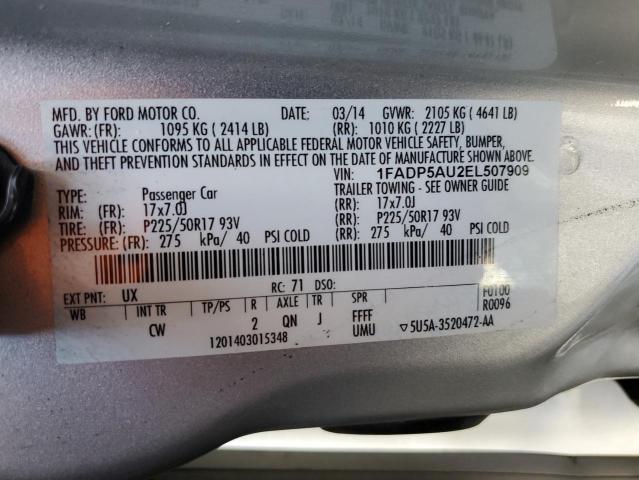 MFD. BY FORD MOTOR CO. DATE: 03/14 GVWR: 2105 KG ( 4641 LB)
GAWR: (FR): 1095 KG ( 2414 LB) (RR): 1010 KG ( 2227 LB)
THIS VEHICLE CONFORMS TO ALL APPLICABLE FEDERAL MOTOR VEHICLE SAFETY, BUMPER,
AND THEFT PREVENTION STANDARDS IN EFFECT ON THE DATE OF MANUFACTURE SHOWN ABOVE.
VIN: 1FADP5AU2EL507909
TYPE: Passenger Car TRAILER TOWING - SEE OWNER GUIDE
RIM: (FR): 17x7.0J (RR): 17x7.0J
TIRE: (FR): P225/50R17 93V (RR): P225/50R17 93V
PRESSURE: (FR): 275 kPa/ 40 PSI COLD (RR): 275 kPa/ 40 PSI COLD
EXT PNT: UX RC: 71 DSO: F0100
WB INT TR TP/PS R AXLE TR SPR R0096
CW 2 QN J FFFF
UMU ▽5U5A-3520472-AA
1201403015348